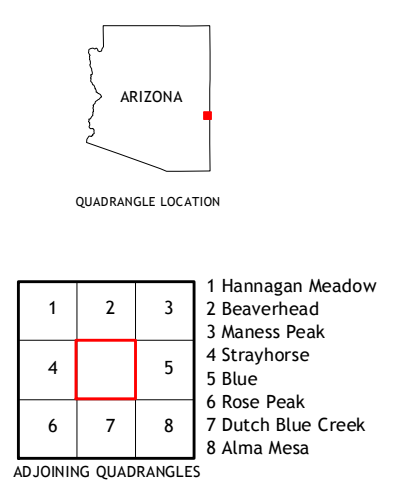 ARIZONA
QUADRANGLE LOCATION
1 2 3
4 5
6 7 8
1 Hannagan Meadow
2 Beaverhead
3 Maness Peak
4 Strayhorse
5 Blue
6 Rose Peak
7 Dutch Blue Creek
8 Alma Mesa
ADJOINING QUADRANGLES